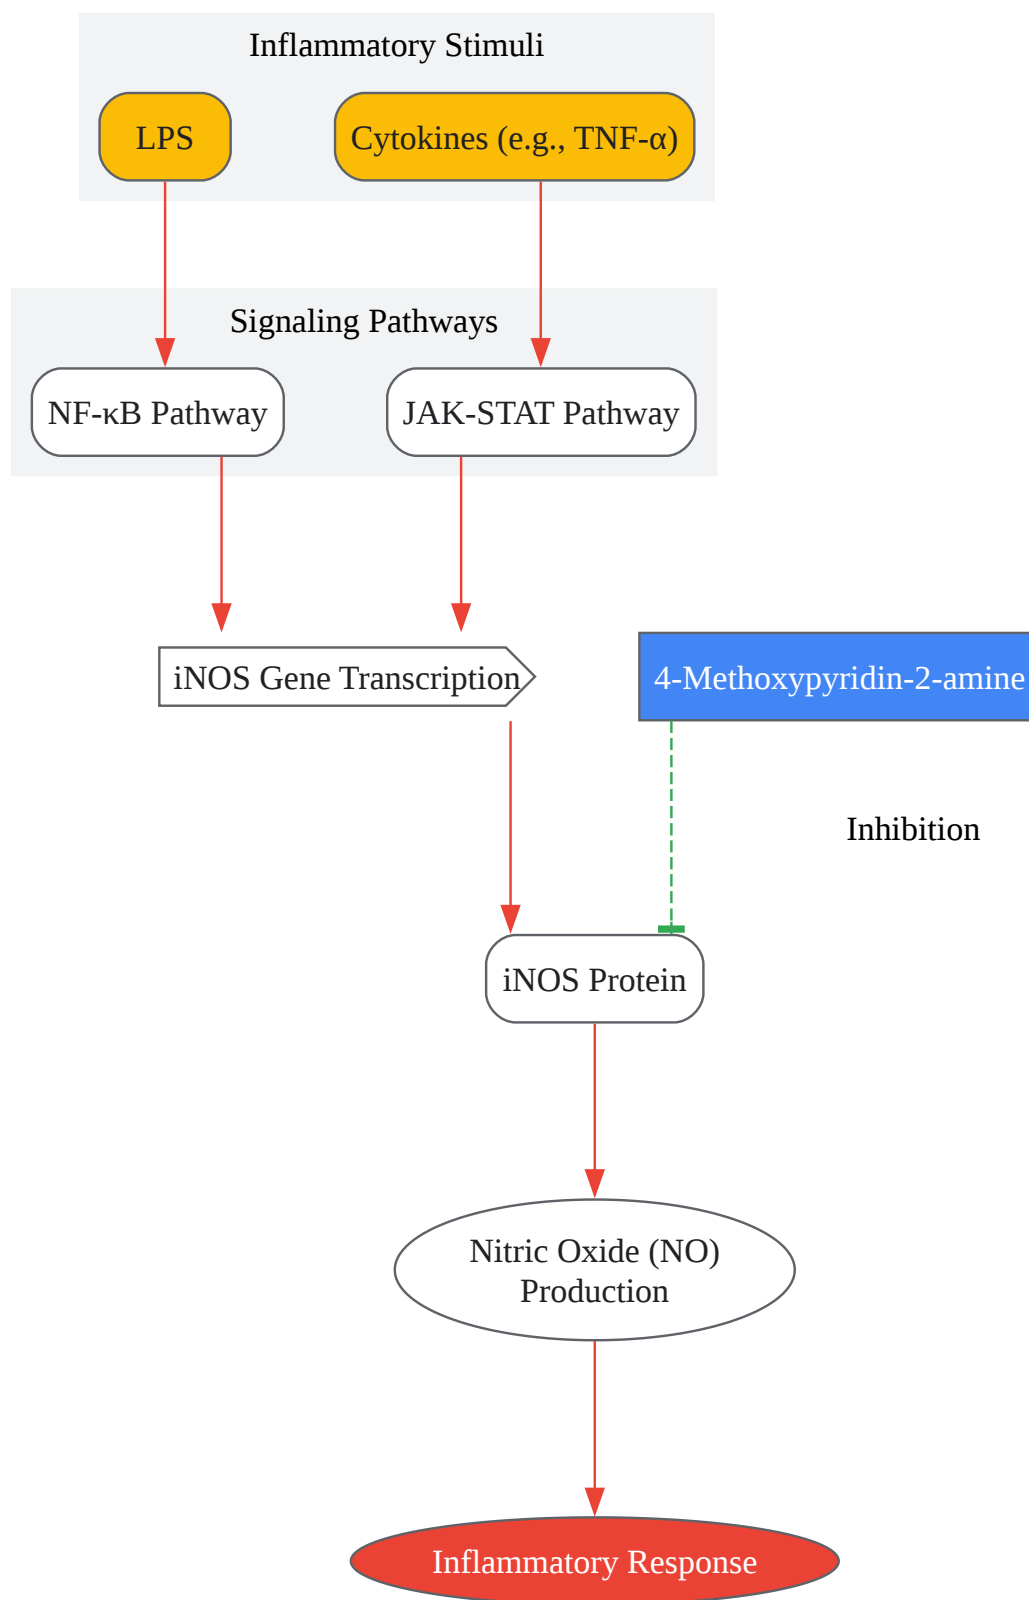 Inflammatory Stimuli
LPS
Cytokines (e.g., TNF-α)
Signaling Pathways
NF-κB Pathway
JAK-STAT Pathway
iNOS Gene Transcription
4-Methoxypyridin-2-amine
Inhibition
iNOS Protein
Nitric Oxide (NO)
Production
Inflammatory Response